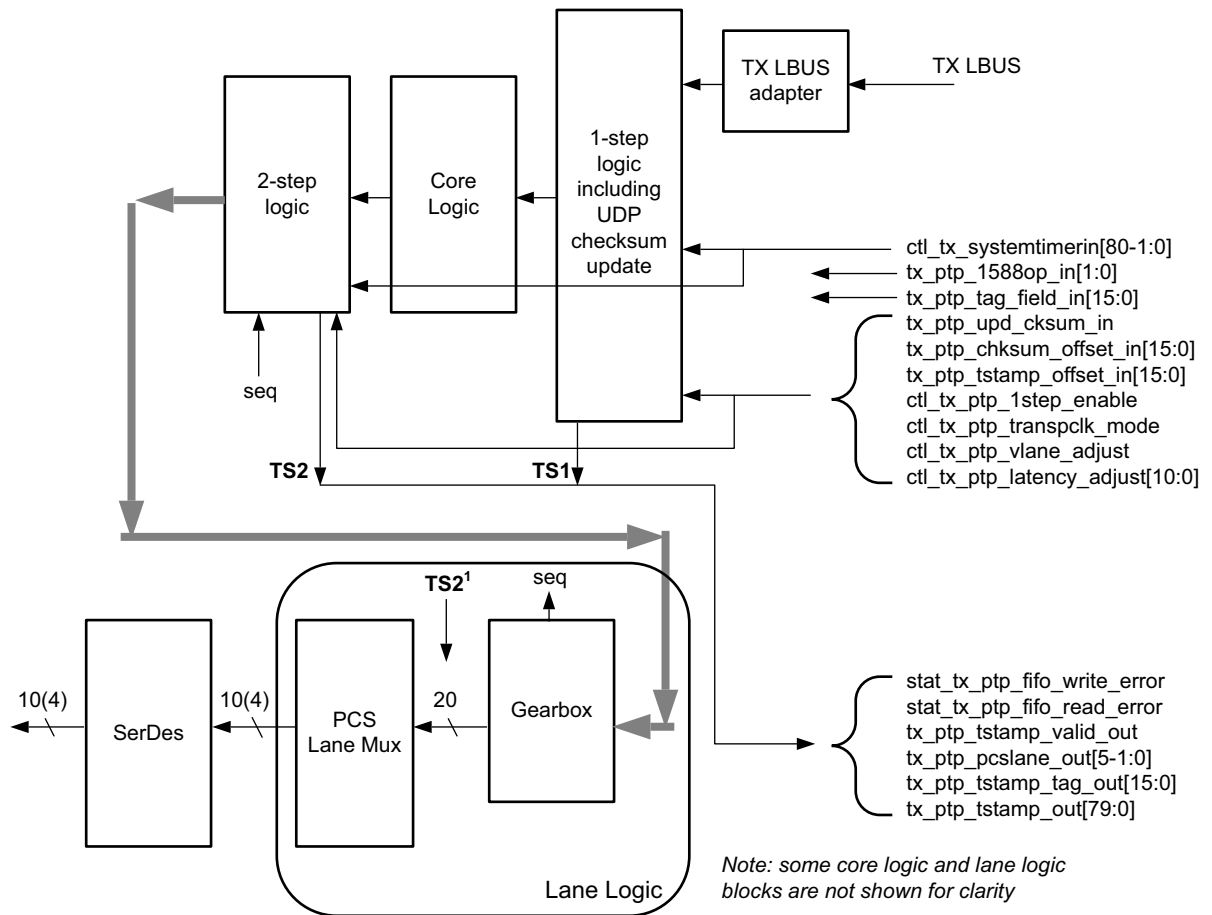 TX LBUS
adapter
TX LBUS
1-step
logic
including
UDP
checksum
update
Core
Logic
2-step
logic
seq
TS2
TS1
ctl_tx_systemtimerin[80-1:0]
tx_ptp_1588op_in[1:0]
tx_ptp_tag_field_in[15:0]
tx_ptp_upd_cksum_in
tx_ptp_chksum_offset_in[15:0]
tx_ptp_tstamp_offset_in[15:0]
ctl_tx_ptp_1step_enable
ctl_tx_ptp_transpclk_mode
ctl_tx_ptp_vlane_adjust
ctl_tx_ptp_latency_adjust[10:0]
TS2¹
seq
10(4)
SerDes
10(4)
PCS
Lane Mux
20
Gearbox
Lane Logic
stat_tx_ptp_fifo_write_error
stat_tx_ptp_fifo_read_error
tx_ptp_tstamp_valid_out
tx_ptp_pcslane_out[5-1:0]
tx_ptp_tstamp_tag_out[15:0]
tx_ptp_tstamp_out[79:0]
Note: some core logic and lane logic
blocks are not shown for clarity